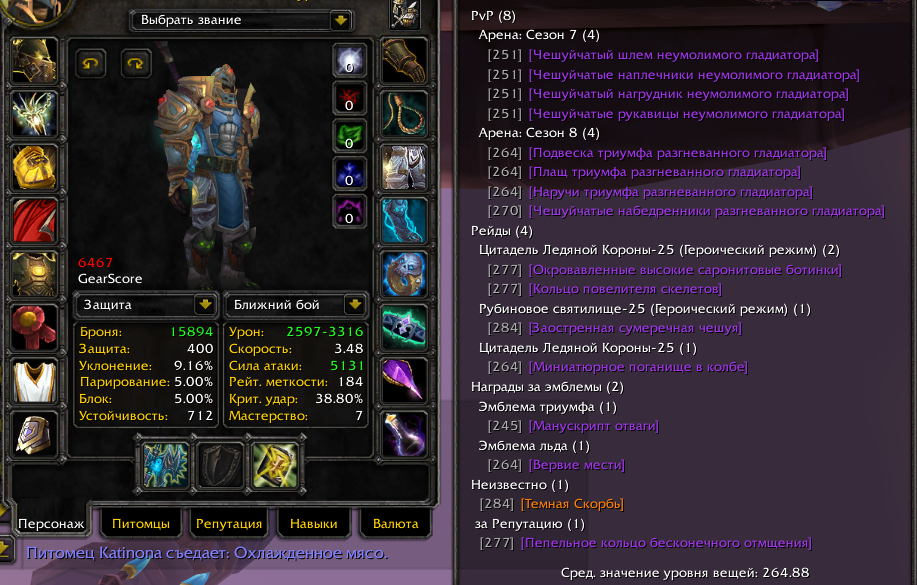 Выбрать звание
0
0
0
0
0
6467
GearScore
Защита
Броня: 15894
Защита: 400
Уклонение: 9.16%
Парирование: 5.00%
Блок: 5.00%
Устойчивость: 712
Ближний бой
Урон: 2597-3316
Скорость: 3.48
Сила атаки: 5131
Рейт. меткости: 184
Крит. удар: 38.80%
Мастерство: 7
Персонаж
Питомцы
Репутация
Навыки
Валюта
Питомец Katinona съедает: Охлажденное мясо.
PvP (8)
Арена: Сезон 7 (4)
[251] [Чешуйчатый шлем неумолимого гладиатора]
[251] [Чешуйчатые наплечники неумолимого гладиатора]
[251] [Чешуйчатый нагрудник неумолимого гладиатора]
[251] [Чешуйчатые рукавицы неумолимого гладиатора]
Арена: Сезон 8 (4)
[264] [Подвеска триумфа разгневанного гладиатора]
[264] [Плащ триумфа разгневанного гладиатора]
[264] [Наручи триумфа разгневанного гладиатора]
[270] [Чешуйчатые набедренники разгневанного гладиатора]
Рейды (4)
Цитадель Ледяной Короны-25 (Героический режим) (2)
[277] [Окровавленные высокие саронитовые ботинки]
[277] [Кольцо повелителя скелетов]
Рубиновое святилище-25 (Героический режим) (1)
[284] [Заостренная сумеречная чешуя]
Цитадель Ледяной Короны-25 (1)
[264] [Миниатюрное поганище в колбе]
Награды за эмблемы (2)
Эмблема триумфа (1)
[245] [Манускрипт отваги]
Эмблема льда (1)
[264] [Вервие мести]
Неизвестно (1)
[284] [Темная Скорбь]
за Репутацию (1)
[277] [Пепельное кольцо бесконечного отмщения]
Сред. значение уровня вещей: 264.88